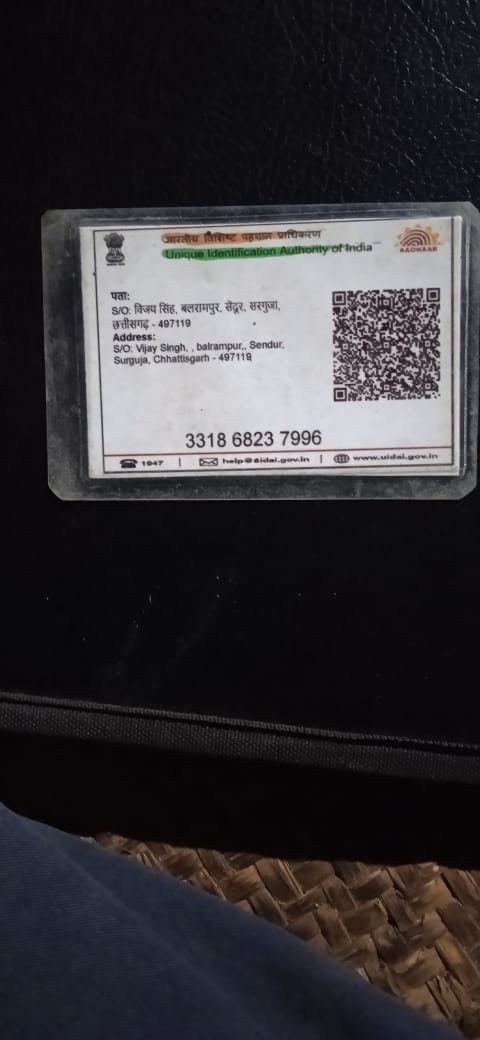 भारतीय विशिष्ट पहचान प्राधिकरण
Unique Identification Authority of India
AADHAAR
पता:
S/O: विजय सिंह, बलरामपुर, सेंदूर, सरगुजा,
छत्तीसगढ़ - 497119
Address:
S/O: Vijay Singh, , balrampur,, Sendur,
Surguja, Chhattisgarh - 497119
3318 6823 7996
1947 | help@uidai.gov.in | www.uidai.gov.in